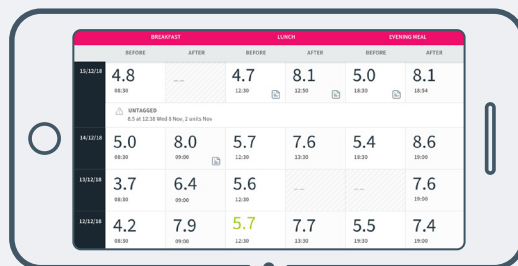 BREAKFAST LUNCH EVENING MEAL
BEFORE AFTER BEFORE AFTER BEFORE AFTER
15/12/18 4.8 -- 4.7 8.1 5.0 8.1
08:30 12:30 12:50 18:30 18:54
UNTAGGED
8.5 at 12:38 Wed 8 Nov, 2 units Nov
14/12/18 5.0 8.0 5.7 7.6 5.4 8.6
08:30 09:00 12:30 13:30 18:30 19:00
13/12/18 3.7 6.4 5.6 -- -- 7.6
08:30 09:00 12:30 19:00
12/12/18 4.2 7.9 5.7 7.7 5.5 7.4
08:30 09:00 12:30 13:30 19:30 19:00